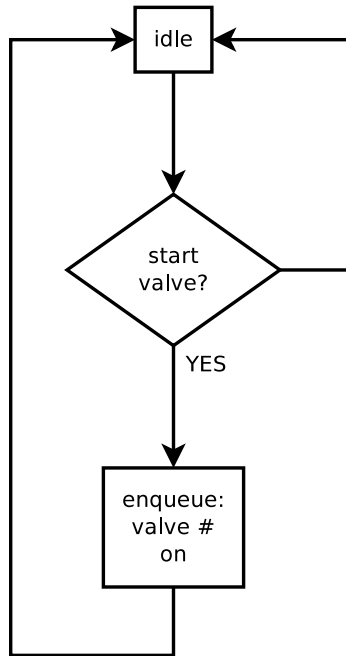 idle
start
valve?
YES
enqueue:
valve #
on